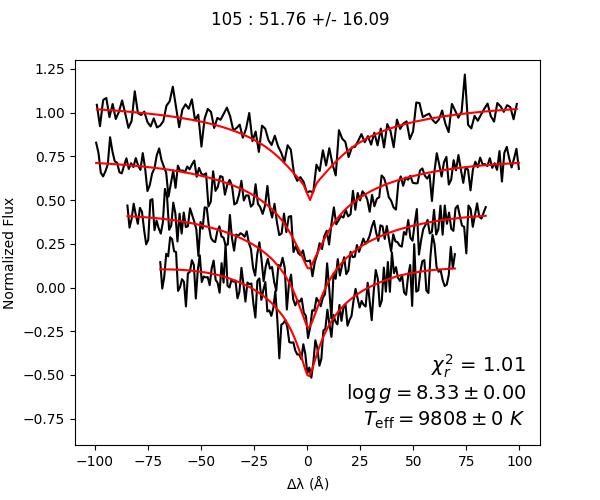 105 : 51.76 +/- 16.09
1.25
1.00
0.75
0.50
0.25
0.00
−0.25
−0.50
−0.75
Normalized Flux
χ²ᵣ = 1.01
log g = 8.33 ± 0.00
T_eff = 9808 ± 0 K
−100 −75 −50 −25 0 25 50 75 100
Δλ (Å)